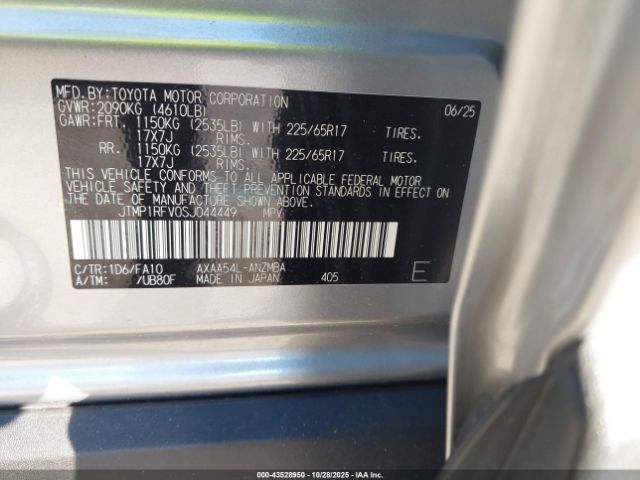 MFD.BY:TOYOTA MOTOR CORPORATION 06/25
GVWR:2090KG (4610LB)
GAWR:FRT. 1150KG (2535LB) WITH 225/65R17 TIRES.
17X7J RIMS.
RR. 1150KG (2535LB) WITH 225/65R17 TIRES.
17X7J RIMS.
THIS VEHICLE CONFORMS TO ALL APPLICABLE FEDERAL MOTOR
VEHICLE SAFETY AND THEFT PREVENTION STANDARDS IN EFFECT ON
THE DATE OF MANUFACTURE SHOWN ABOVE.
JTMP1RFV0SJ044449 MPV
C/TR:1D6/FA10 AXAA54L-ANZMBA
A/TM: /UB80F MADE IN JAPAN 405 E
000-43528950 10/28/2025 Copyright IAA, Inc.